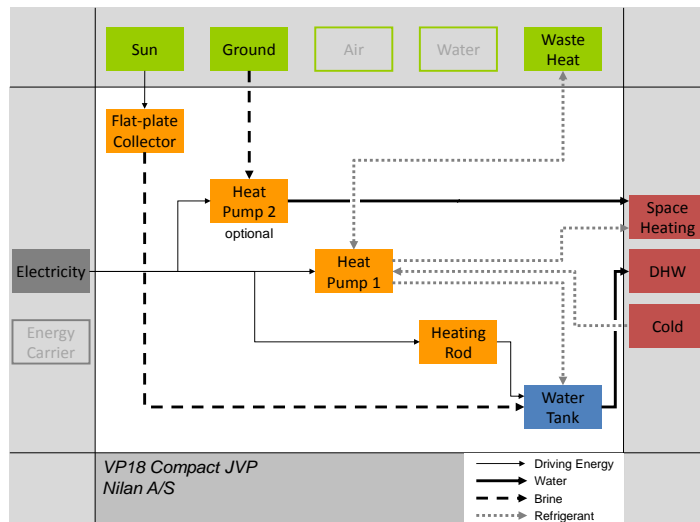 Sun
Ground
Air
Water
Waste
Heat
Flat-plate
Collector
Heat
Pump 2
optional
Space
Heating
Electricity
Heat
Pump 1
DHW
Energy
Carrier
Heating
Rod
Cold
Water
Tank
VP18 Compact JVP
Nilan A/S
Driving Energy
Water
Brine
Refrigerant